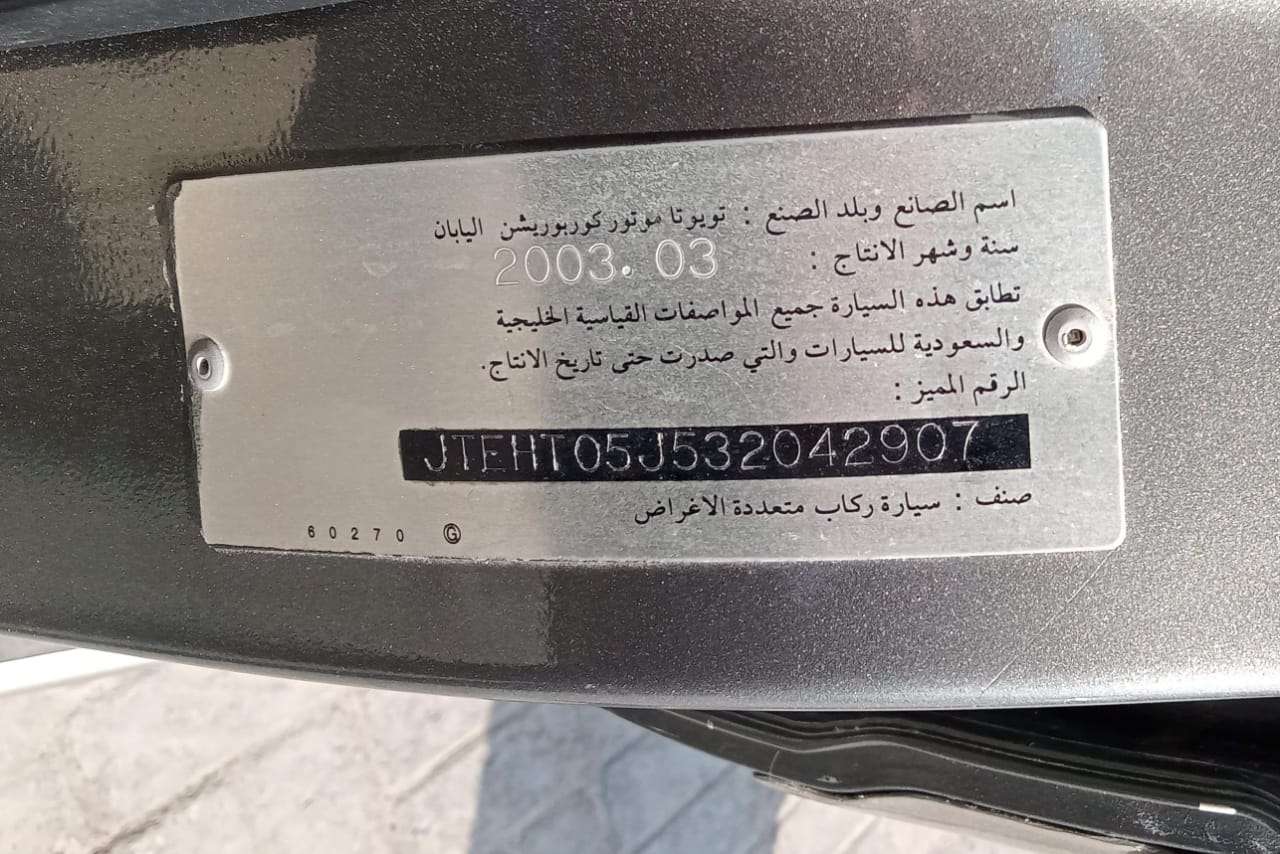 اسم الصانع وبلد الصنع : تويوتا موتور كوربوريشن اليابان
سنة وشهر الانتاج : 2003. 03
تطابق هذه السيارة جميع المواصفات القياسية الخليجية
والسعودية للسيارات والتي صدرت حتى تاريخ الانتاج.
الرقم المميز :
JTEHT05J532042907
صنف : سيارة ركاب متعددة الاغراض
60270 G